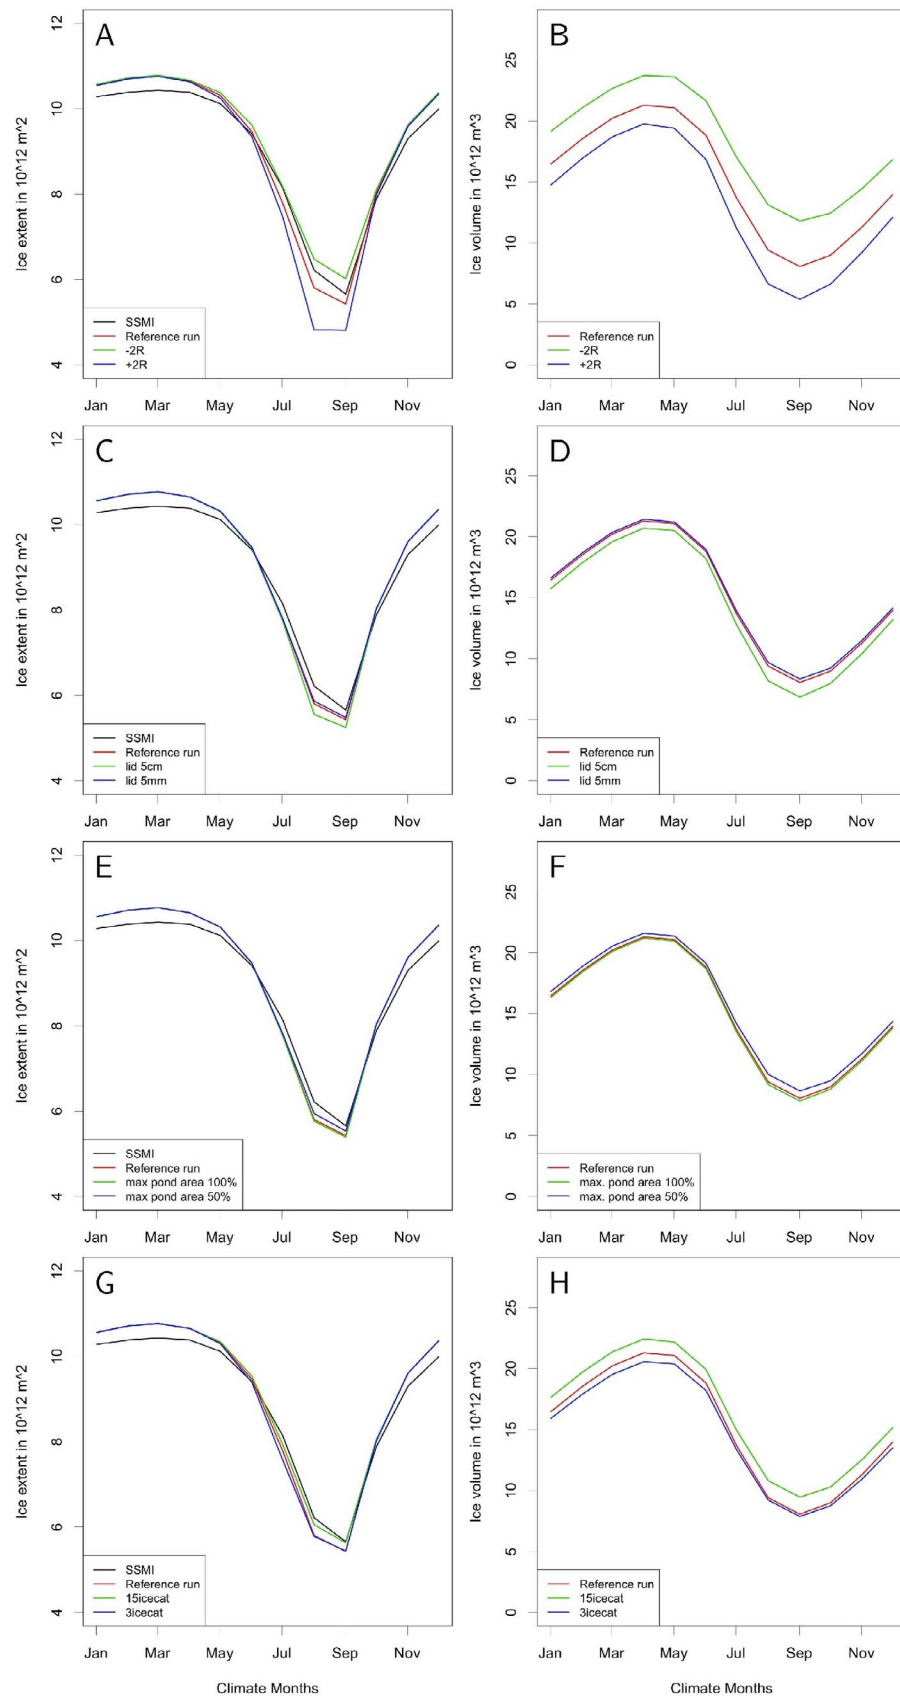 A
Ice extent in 10^12 m^2
12
10
8
6
4
SSMI
Reference run
-2R
+2R
Jan Mar May Jul Sep Nov
B
Ice volume in 10^12 m^3
25
20
15
10
5
0
Reference run
-2R
+2R
Jan Mar May Jul Sep Nov
C
Ice extent in 10^12 m^2
12
10
8
6
4
SSMI
Reference run
lid 5cm
lid 5mm
Jan Mar May Jul Sep Nov
D
Ice volume in 10^12 m^3
25
20
15
10
5
0
Reference run
lid 5cm
lid 5mm
Jan Mar May Jul Sep Nov
E
Ice extent in 10^12 m^2
12
10
8
6
4
SSMI
Reference run
max pond area 100%
max pond area 50%
Jan Mar May Jul Sep Nov
F
Ice volume in 10^12 m^3
25
20
15
10
5
0
Reference run
max. pond area 100%
max. pond area 50%
Jan Mar May Jul Sep Nov
G
Ice extent in 10^12 m^2
12
10
8
6
4
SSMI
Reference run
15icecat
3icecat
Jan Mar May Jul Sep Nov
Climate Months
H
Ice volume in 10^12 m^3
25
20
15
10
5
0
Reference run
15icecat
3icecat
Jan Mar May Jul Sep Nov
Climate Months